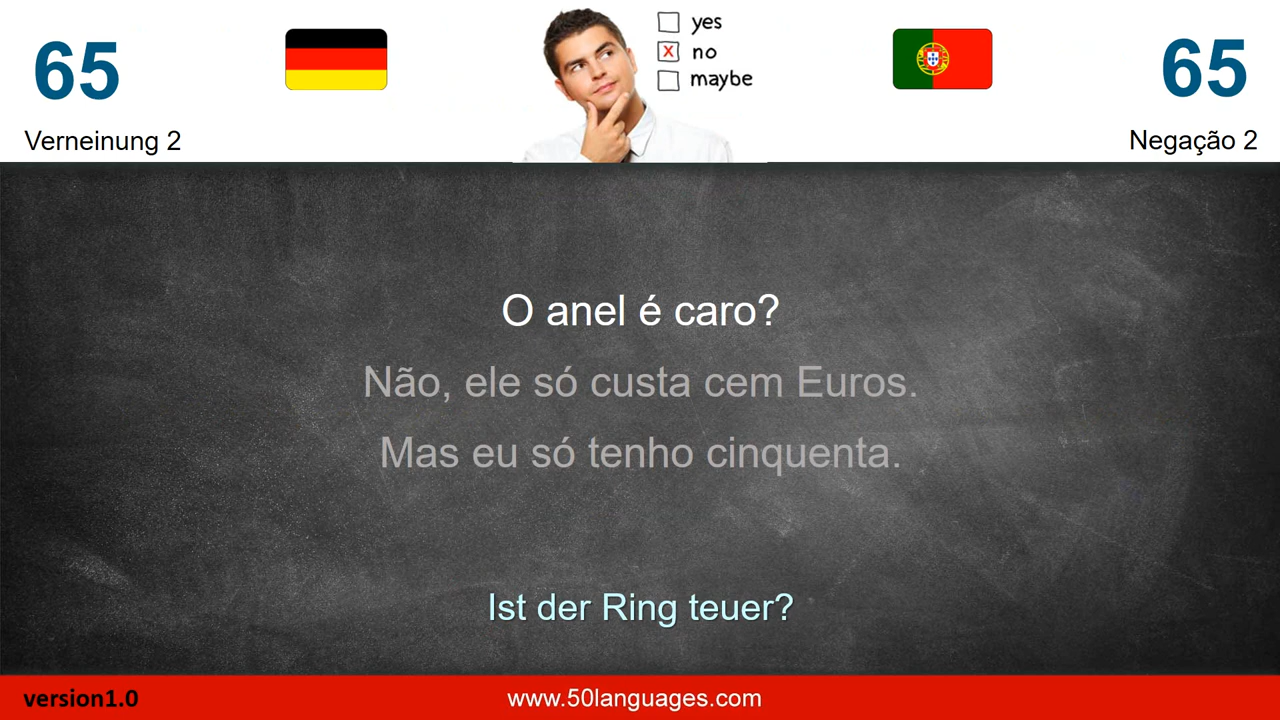 65
Verneinung 2
yes
no
maybe
65
Negação 2
O anel é caro?
Não, ele só custa cem Euros.
Mas eu só tenho cinquenta.
Ist der Ring teuer?
version1.0
www.50languages.com